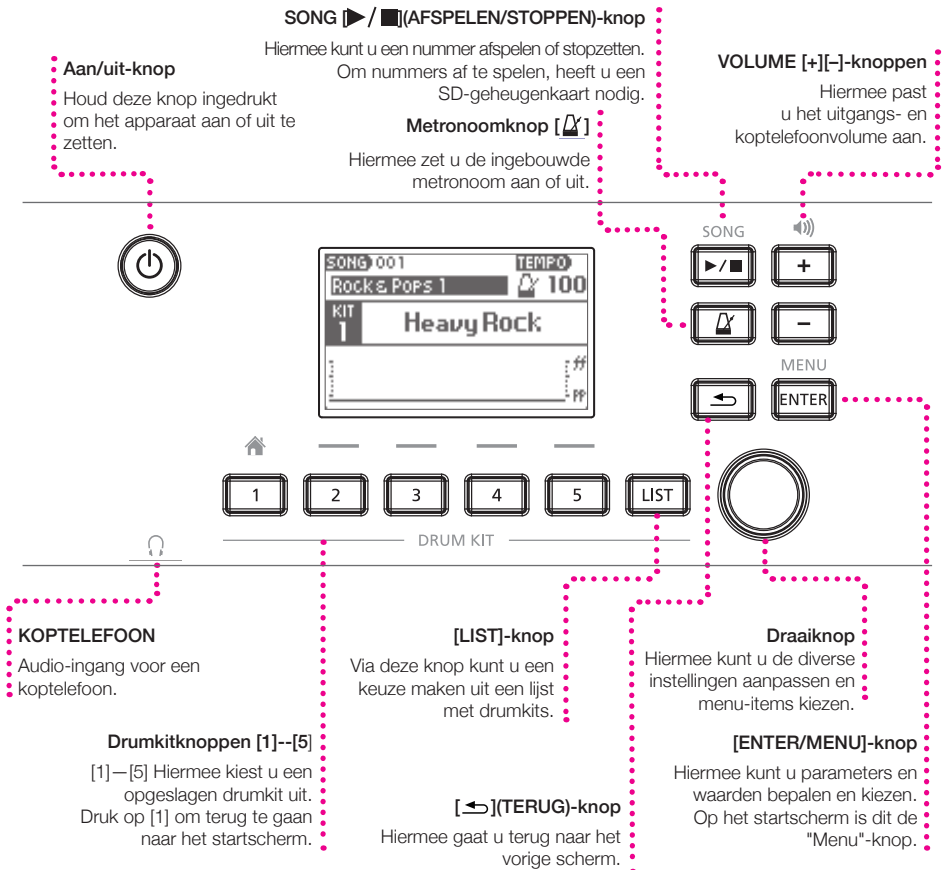 SONG [▶/■](AFSPELEN/STOPPEN)-knop
Hiermee kunt u een nummer afspelen of stopzetten.
Om nummers af te spelen, heeft u een
SD-geheugenkaart nodig.
Aan/uit-knop
Houd deze knop ingedrukt
om het apparaat aan of uit te
zetten.
Metronoomknop [ ]
Hiermee zet u de ingebouwde
metronoom aan of uit.
VOLUME [+][–]-knoppen
Hiermee past
u het uitgangs- en
koptelefoonvolume aan.
SONG
▶/■
+
–
MENU
ENTER
SONG 001
TEMPO
Rock & Pops 1
100
KIT
1
Heavy Rock
ff
pp
1
2
3
4
5
LIST
DRUM KIT
KOPTELEFOON
Audio-ingang voor een
koptelefoon.
Drumkitknoppen [1]--[5]
[1]—[5] Hiermee kiest u een
opgeslagen drumkit uit.
Druk op [1] om terug te gaan
naar het startscherm.
[LIST]-knop
Via deze knop kunt u een
keuze maken uit een lijst
met drumkits.
[⮌](TERUG)-knop
Hiermee gaat u terug naar het
vorige scherm.
Draaiknop
Hiermee kunt u de diverse
instellingen aanpassen en
menu-items kiezen.
[ENTER/MENU]-knop
Hiermee kunt u parameters en
waarden bepalen en kiezen.
Op het startscherm is dit de
"Menu"-knop.